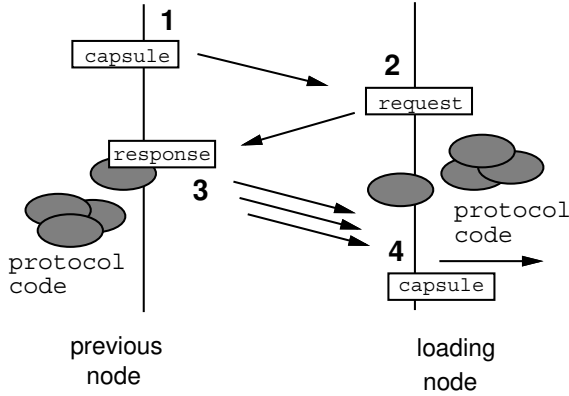 1
capsule
2
request
response
3
protocol
code
protocol
code
4
capsule
previous
node
loading
node